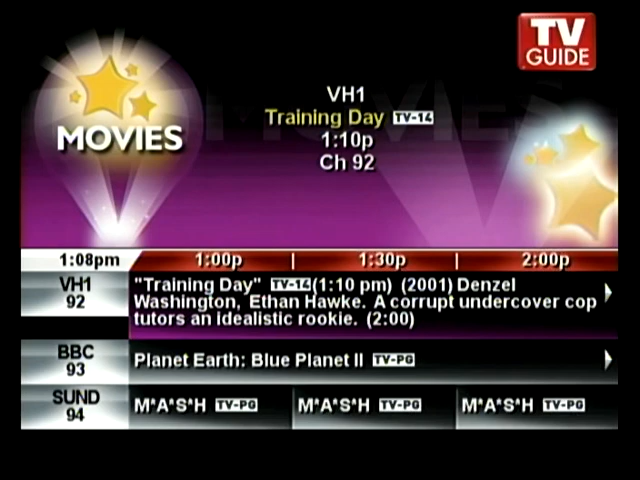 TV
GUIDE
MOVIES
VH1
Training Day TV-14
1:10p
Ch 92
1:08pm 1:00p 1:30p 2:00p
VH1
92
"Training Day" TV-14 (1:10 pm) (2001) Denzel
Washington, Ethan Hawke. A corrupt undercover cop
tutors an idealistic rookie. (2:00)
BBC
93
Planet Earth: Blue Planet II TV-PG
SUND
94
M*A*S*H TV-PG M*A*S*H TV-PG M*A*S*H TV-PG